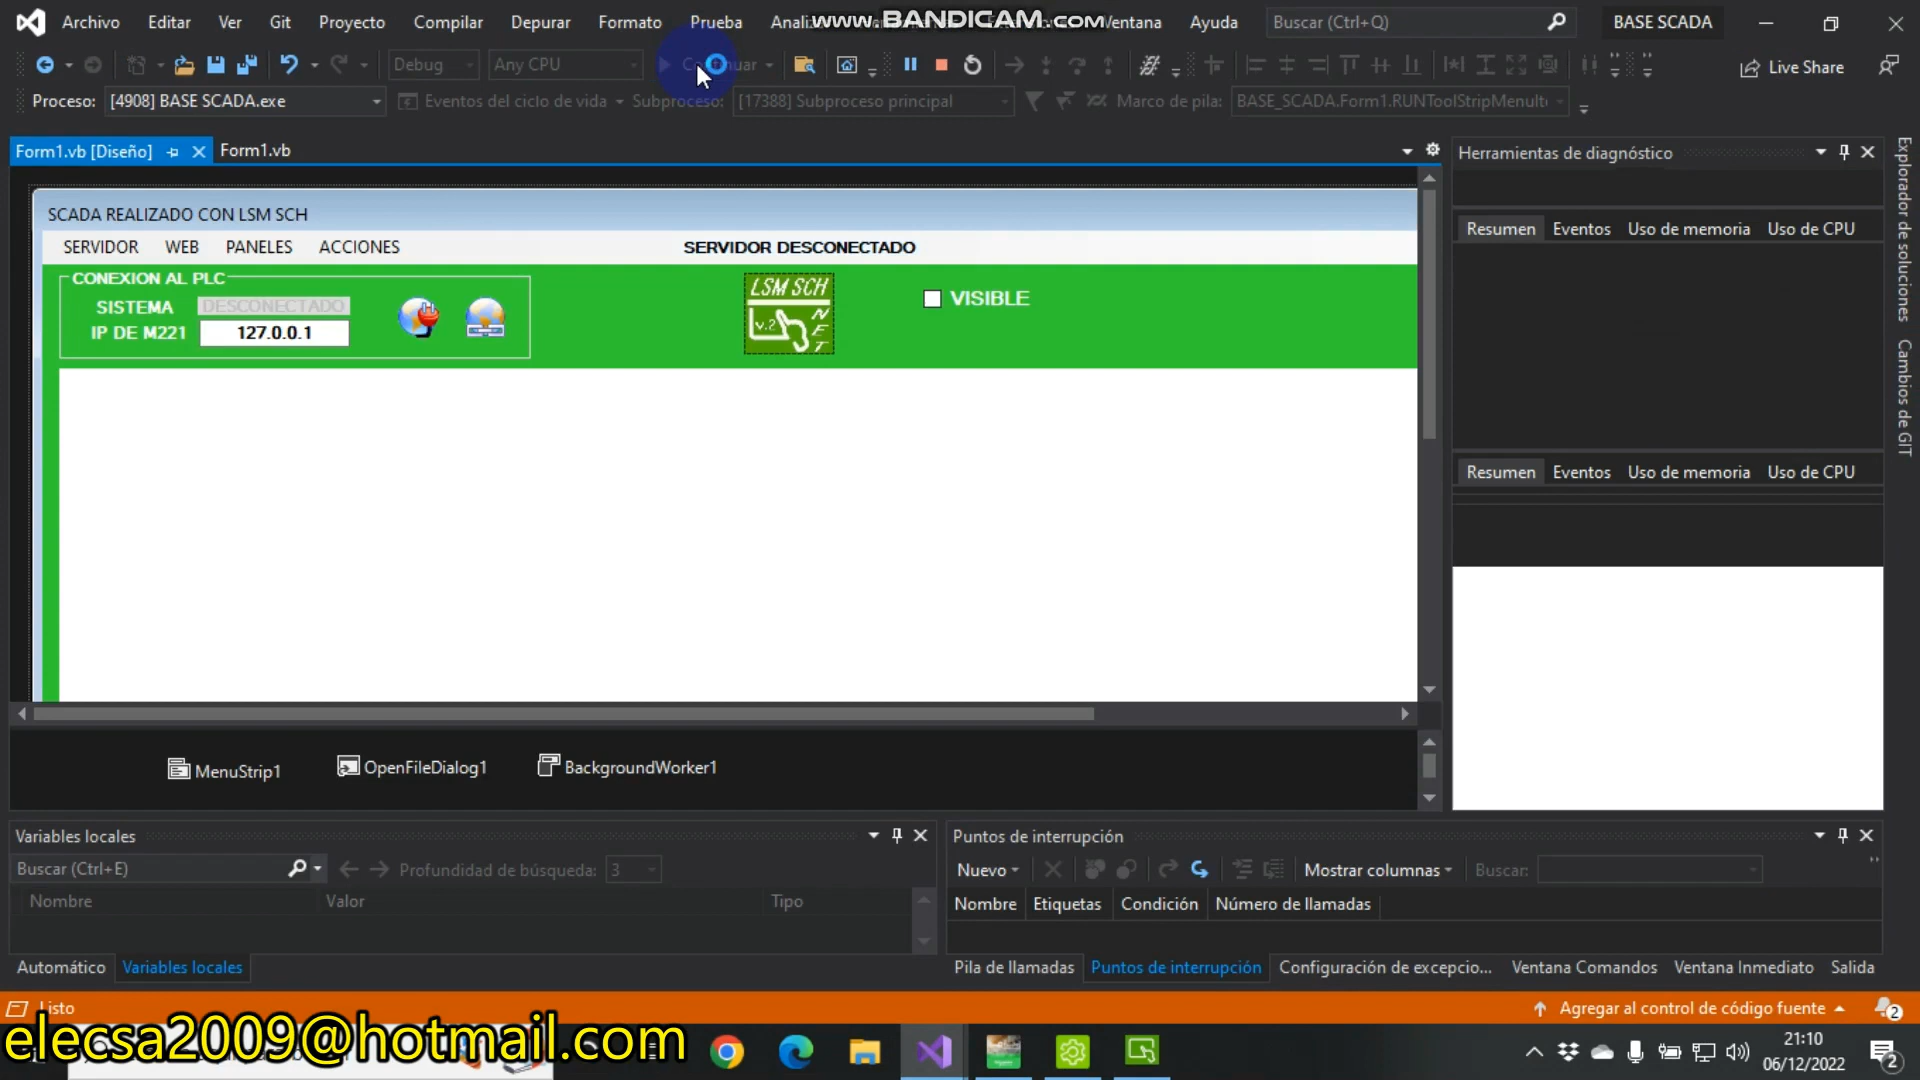 Archivo Editar Ver Git Proyecto Compilar Depurar Formato Prueba www.BANDICAM.com Ventana Ayuda Buscar (Ctrl+Q) BASE SCADA
Debug Any CPU Live Share
Proceso: [4908] BASE SCADA.exe Eventos del ciclo de vida Subproceso: [17388] Subproceso principal Marco de pila: BASE_SCADA.Form1.RUNToolStripMenuIt
Form1.vb [Diseño] Form1.vb
Herramientas de diagnóstico
Explorador de soluciones
Cambios de GIT
SCADA REALIZADO CON LSM SCH
SERVIDOR WEB PANELES ACCIONES SERVIDOR DESCONECTADO
CONEXION AL PLC
SISTEMA DESCONECTADO
IP DE M221 127.0.0.1
LSM SCH
v.2
NET
VISIBLE
Resumen Eventos Uso de memoria Uso de CPU
Resumen Eventos Uso de memoria Uso de CPU
MenuStrip1 OpenFileDialog1 BackgroundWorker1
Variables locales
Buscar (Ctrl+E) Profundidad de búsqueda: 3
Nombre Valor Tipo
Automático Variables locales
Puntos de interrupción
Nuevo Mostrar columnas Buscar:
Nombre Etiquetas Condición Número de llamadas
Pila de llamadas Puntos de interrupción Configuración de excepcio... Ventana Comandos Ventana Inmediato Salida
Listo Agregar al control de código fuente 2
elecsa2009@hotmail.com
21:10
06/12/2022
2